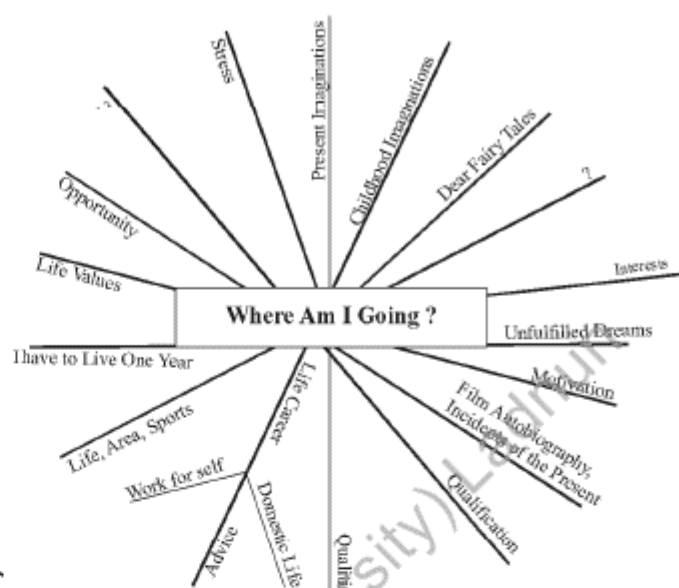 Present Imaginations
Childhood Imaginations
Dear Fairy Tales
?
Interests
Unfulfilled Dreams
Motivation
Film Autobiography,
Incidents of the Present
Qualification
Life Career
Domestic Life
Advice
Work for self
Life, Area, Sports
I have to Live One Year
Life Values
Opportunity
?
Stress
Where Am I Going ?
sity) Ladnun